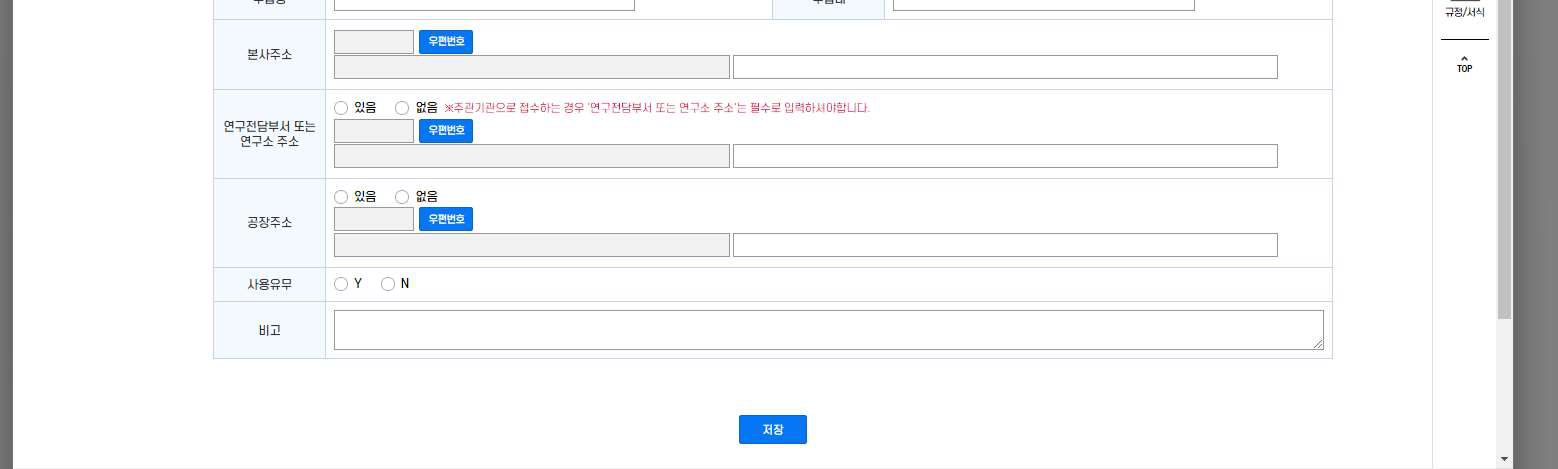 규정/서식
TOP
본사주소
우편번호
연구전담부서 또는
연구소 주소
있음 없음 ※주관기관으로 접수하는 경우 '연구전담부서 또는 연구소 주소'는 필수로 입력하셔야합니다.
우편번호
공장주소
있음 없음
우편번호
사용유무
Y N
비고
저장